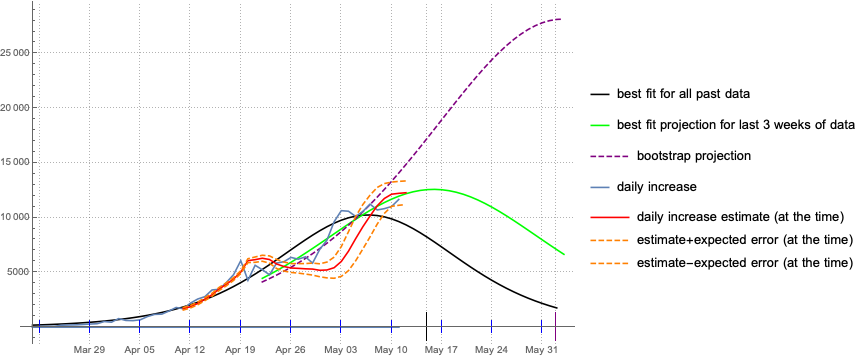 25 000
20 000
15 000
10 000
5000
Mar 29 Apr 05 Apr 12 Apr 19 Apr 26 May 03 May 10 May 17 May 24 May 31
best fit for all past data
best fit projection for last 3 weeks of data
bootstrap projection
daily increase
daily increase estimate (at the time)
estimate+expected error (at the time)
estimate−expected error (at the time)